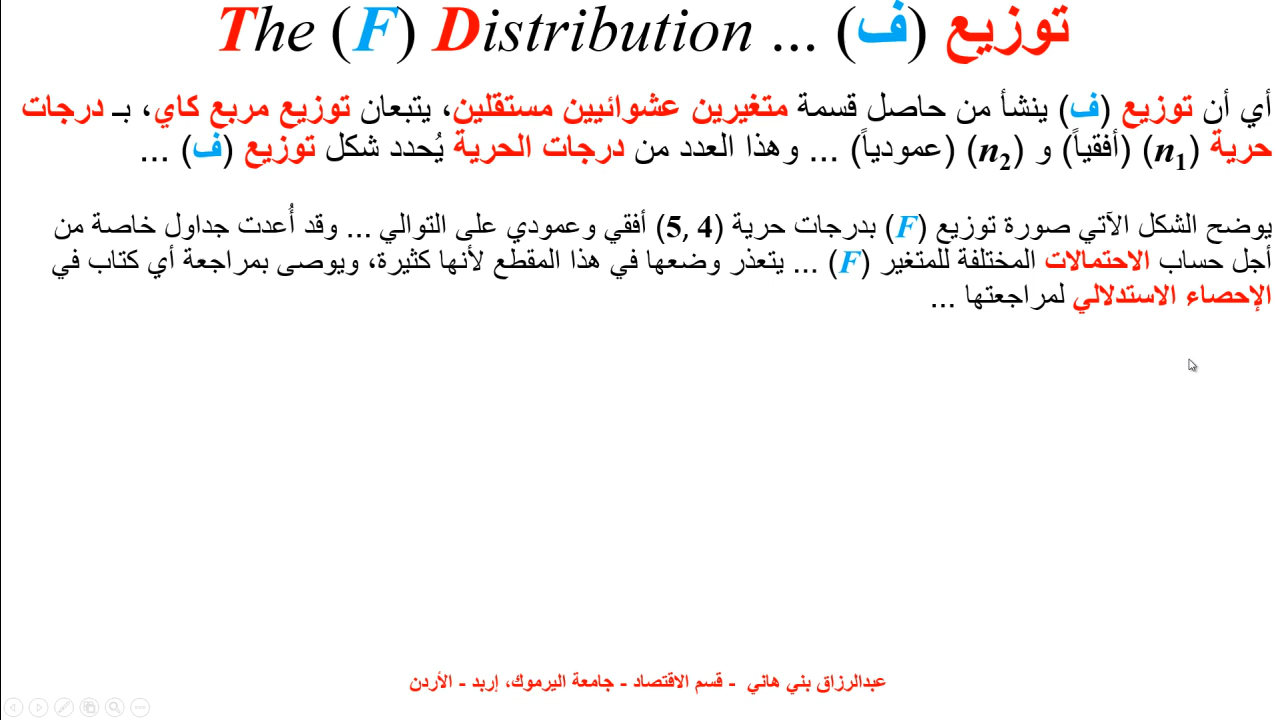 توزيع (ف) ... The (F) Distribution
أي أن توزيع (ف) ينشأ من حاصل قسمة متغيرين عشوائيين مستقلين، يتبعان توزيع مربع كاي، بـ درجات
حرية (n1) (أفقياً) و (n2) (عمودياً) ... وهذا العدد من درجات الحرية يُحدد شكل توزيع (ف) ...
يوضح الشكل الآتي صورة توزيع (F) بدرجات حرية (5, 4) أفقي وعمودي على التوالي ... وقد أُعدت جداول خاصة من
أجل حساب الاحتمالات المختلفة للمتغير (F) ... يتعذر وضعها في هذا المقطع لأنها كثيرة، ويوصى بمراجعة أي كتاب في
الإحصاء الاستدلالي لمراجعتها ...
عبدالرزاق بني هاني - قسم الاقتصاد - جامعة اليرموك، إربد - الأردن